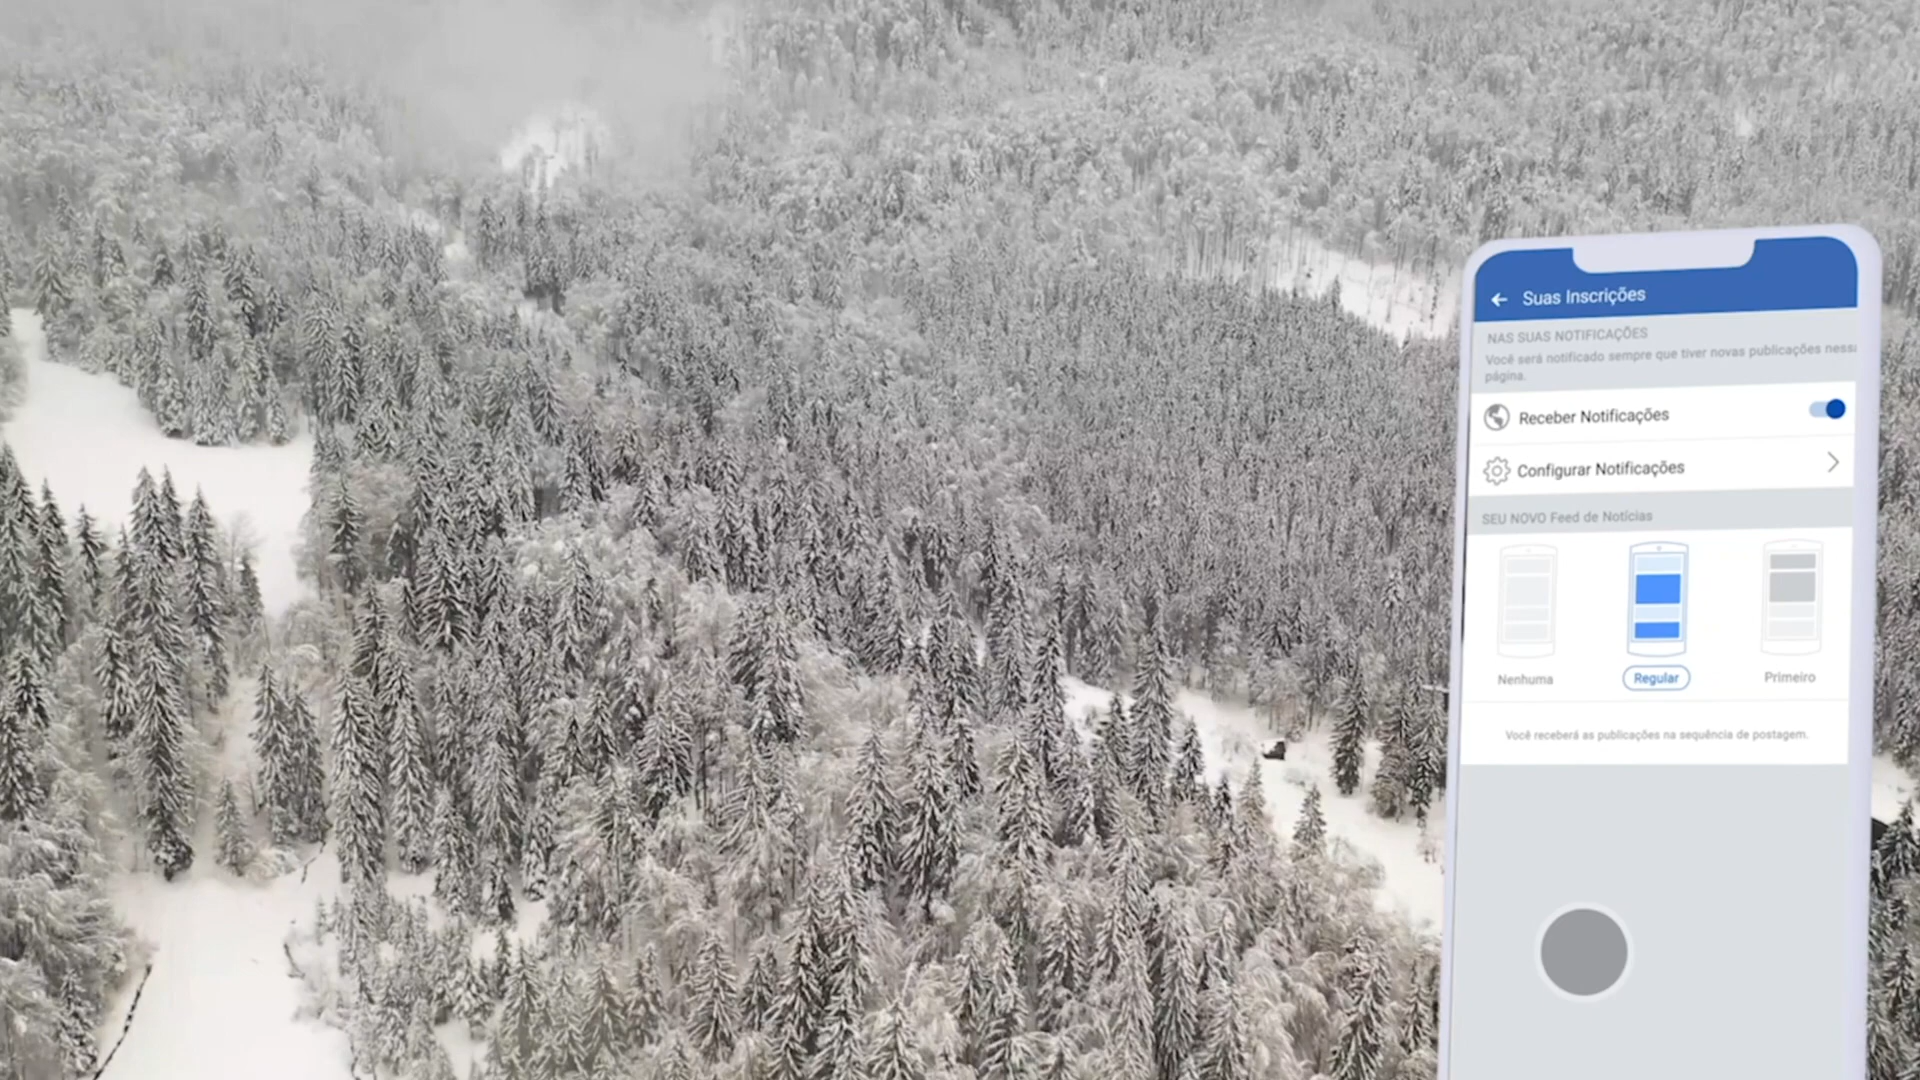 Suas Inscrições
NAS SUAS NOTIFICAÇÕES
Você será notificado sempre que tiver novas publicações nessa
página.
Receber Notificações
Configurar Notificações
SEU NOVO Feed de Notícias
Nenhuma
Regular
Primeiro
Você receberá as publicações na sequência de postagem.